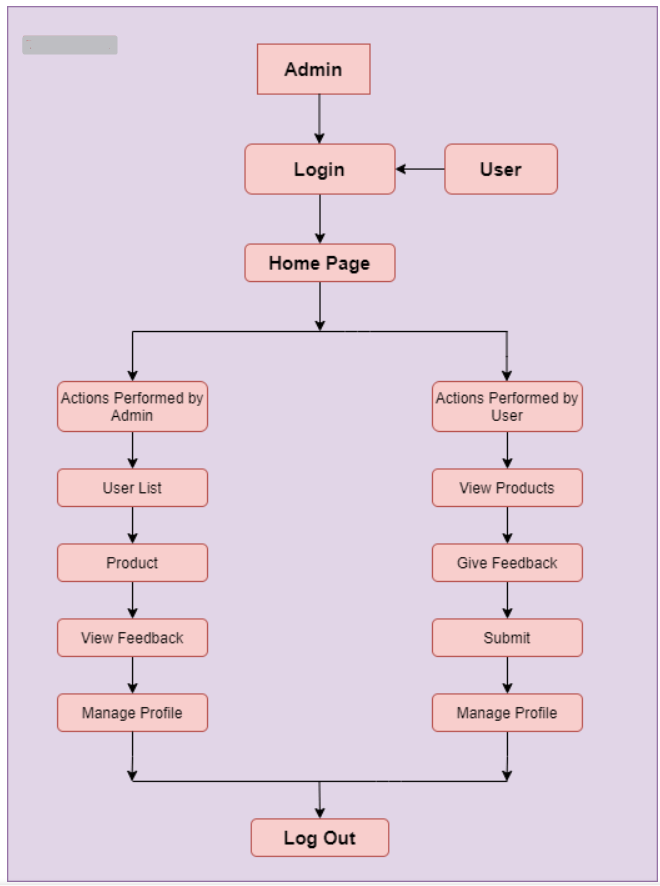 Admin
Login
User
Home Page
Actions Performed by
Admin
User List
Product
View Feedback
Manage Profile
Actions Performed by
User
View Products
Give Feedback
Submit
Manage Profile
Log Out